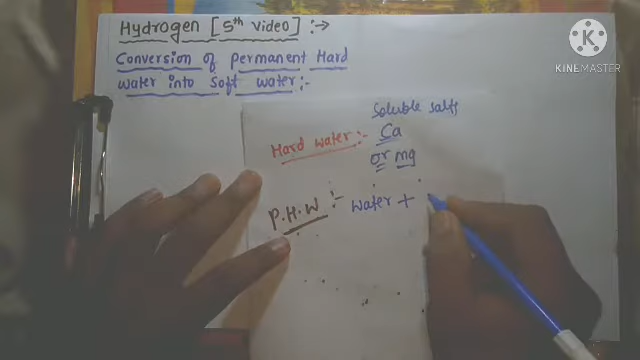 Hydrogen [5th video] :→
Conversion of permanent Hard
water into soft water:-
Soluble salts
Hard water:- Ca
or mg
P.H.W :- water +
KINEMASTER